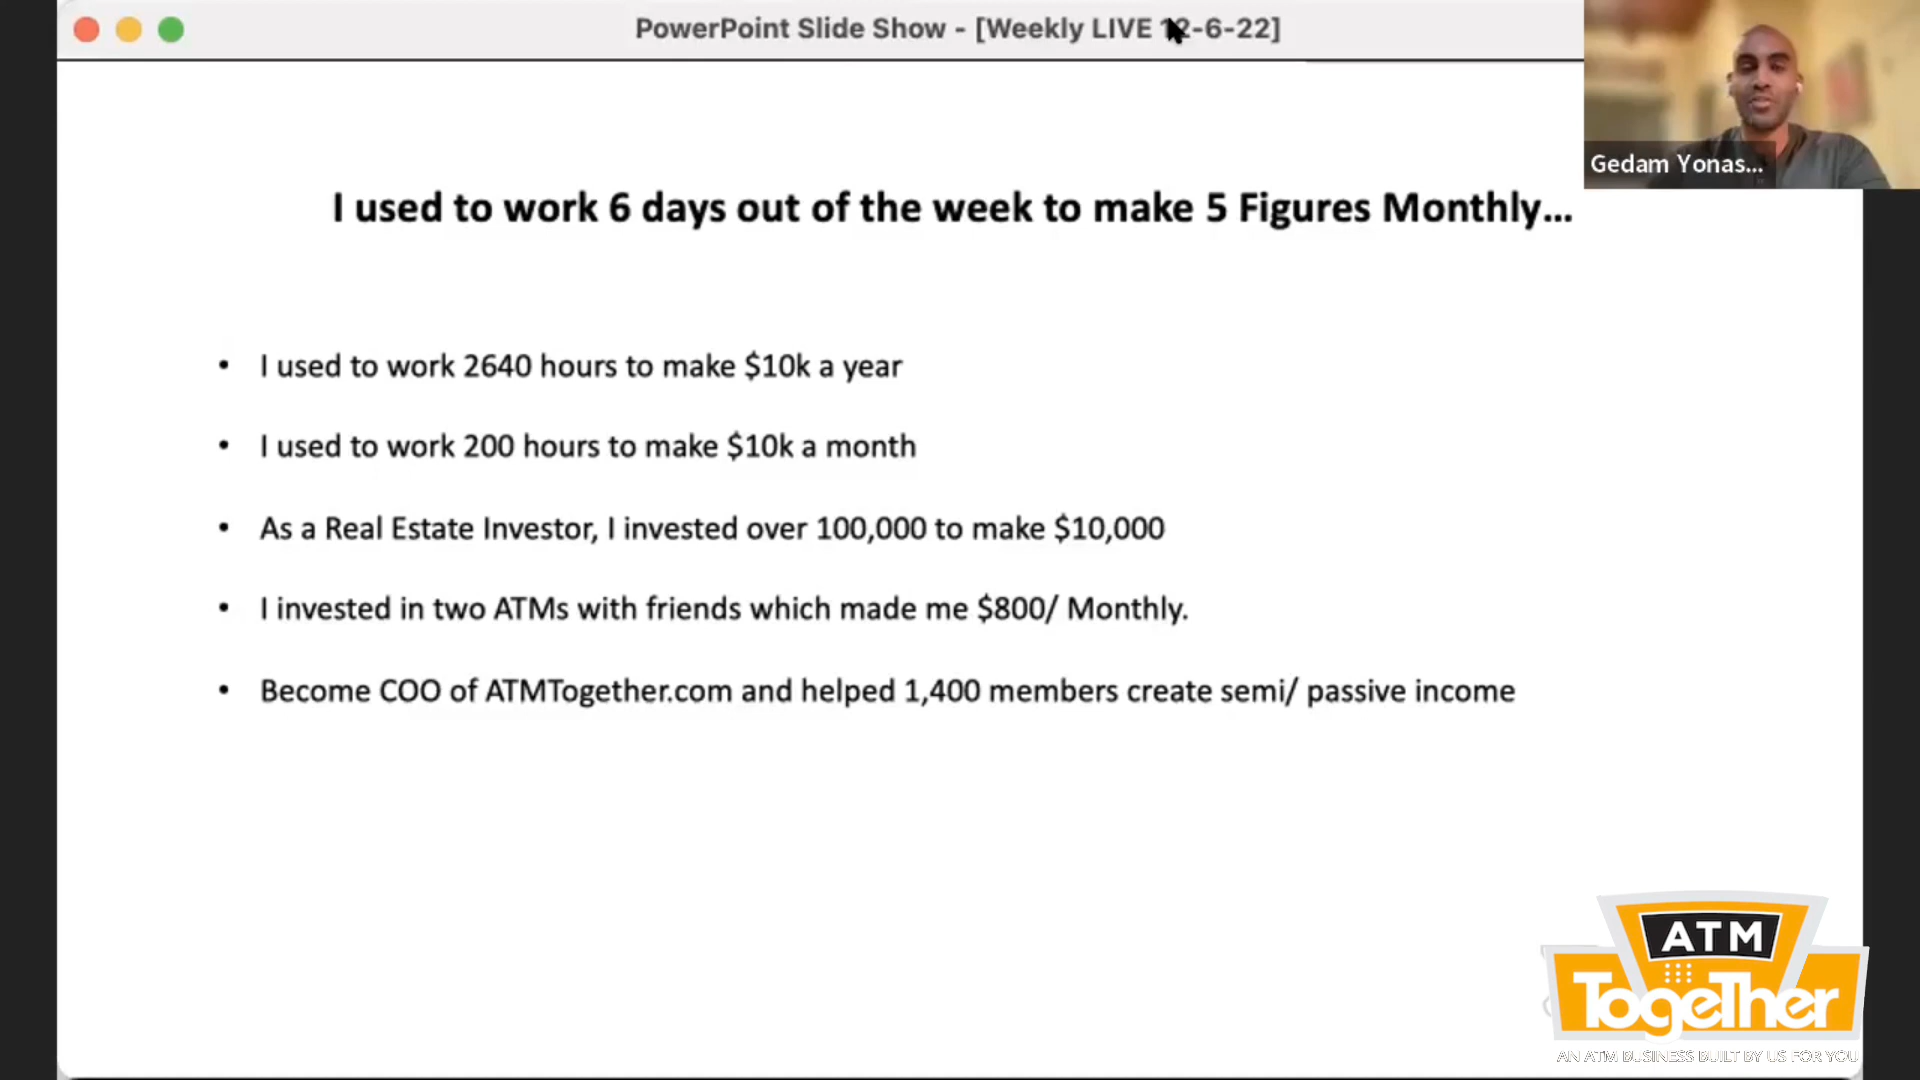 PowerPoint Slide Show - [Weekly LIVE 12-6-22]
Gedam Yonas...
I used to work 6 days out of the week to make 5 Figures Monthly...
• I used to work 2640 hours to make $10k a year
• I used to work 200 hours to make $10k a month
• As a Real Estate Investor, I invested over 100,000 to make $10,000
• I invested in two ATMs with friends which made me $800/ Monthly.
• Become COO of ATMTogether.com and helped 1,400 members create semi/ passive income
ATM
Together
AN ATM BUSINESS BUILT BY US FOR YOU